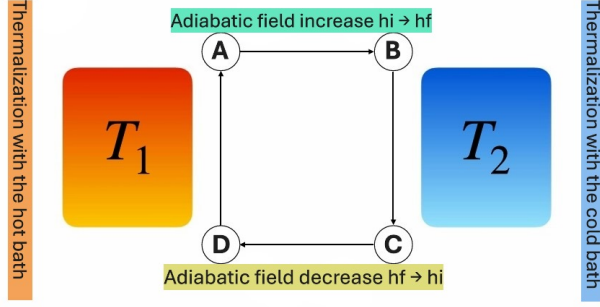 Adiabatic field increase hi → hf
Thermalization with the hot bath
A
B
T1
T2
Thermalization with the cold bath
D
C
Adiabatic field decrease hf → hi